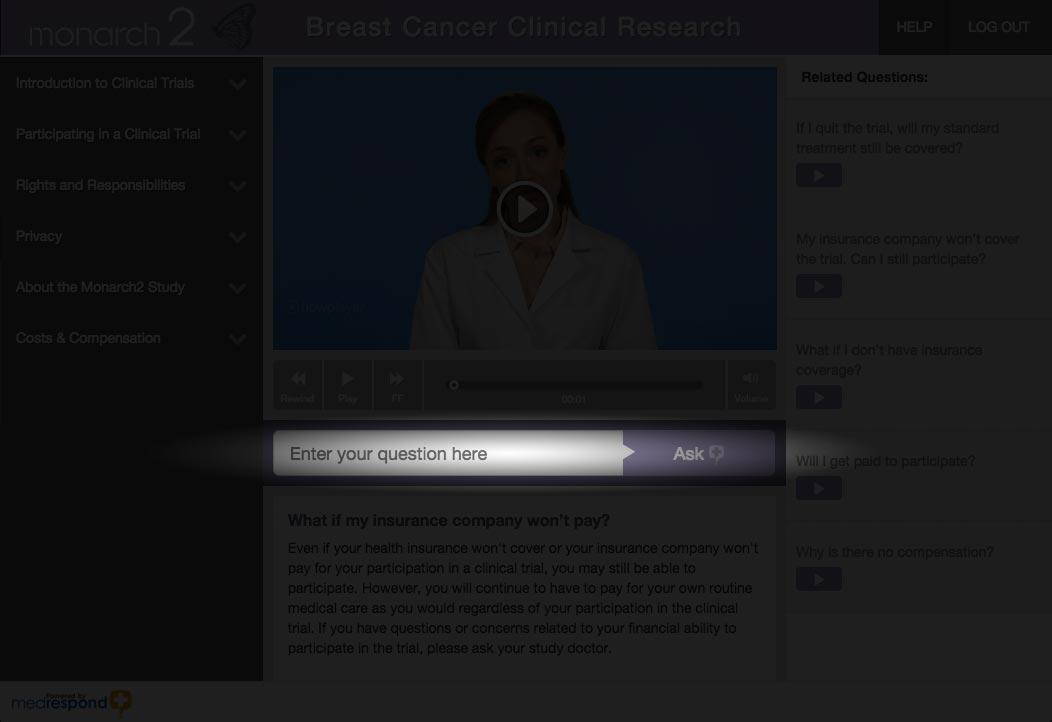 monarch 2
Breast Cancer Clinical Research
HELP
LOG OUT
Introduction to Clinical Trials
Participating in a Clinical Trial
Rights and Responsibilities
Privacy
About the Monarch2 Study
Costs & Compensation
flowplayer
Rewind
Play
FF
00:01
Volume
Enter your question here
Ask
What if my insurance company won't pay?
Even if your health insurance won't cover or your insurance company won't
pay for your participation in a clinical trial, you may still be able to
participate. However, you will continue to have to pay for your own routine
medical care as you would regardless of your participation in the clinical
trial. If you have questions or concerns related to your financial ability to
participate in the trial, please ask your study doctor.
Related Questions:
If I quit the trial, will my standard
treatment still be covered?
My insurance company won't cover
the trial. Can I still participate?
What if I don't have insurance
coverage?
Will I get paid to participate?
Why is there no compensation?
Powered by
medrespond